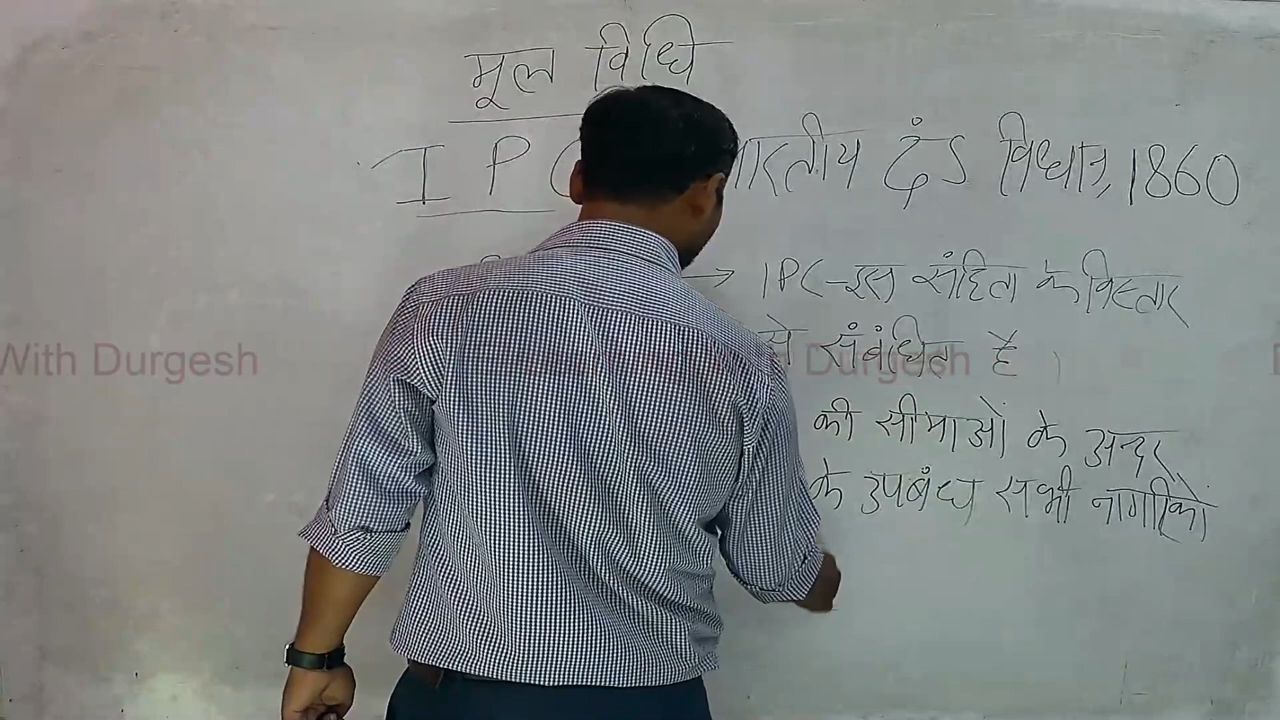 मूल विधि
I P C भारतीय दंड विधान, 1860
→ IPC-इस संहिता के विस्तार
से संबंधित है ।
की सीमाओं के अन्दर
के उपबंध सभी नागरिको
With Durgesh
Durgesh